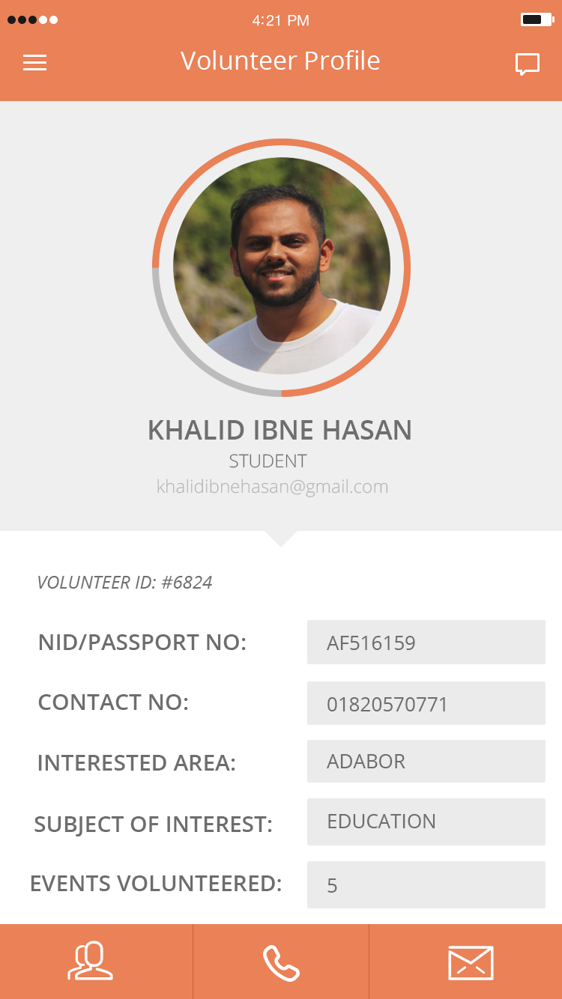 4:21 PM
Volunteer Profile
KHALID IBNE HASAN
STUDENT
khalidibnehasan@gmail.com
VOLUNTEER ID: #6824
NID/PASSPORT NO: AF516159
CONTACT NO: 01820570771
INTERESTED AREA: ADABOR
SUBJECT OF INTEREST: EDUCATION
EVENTS VOLUNTEERED: 5